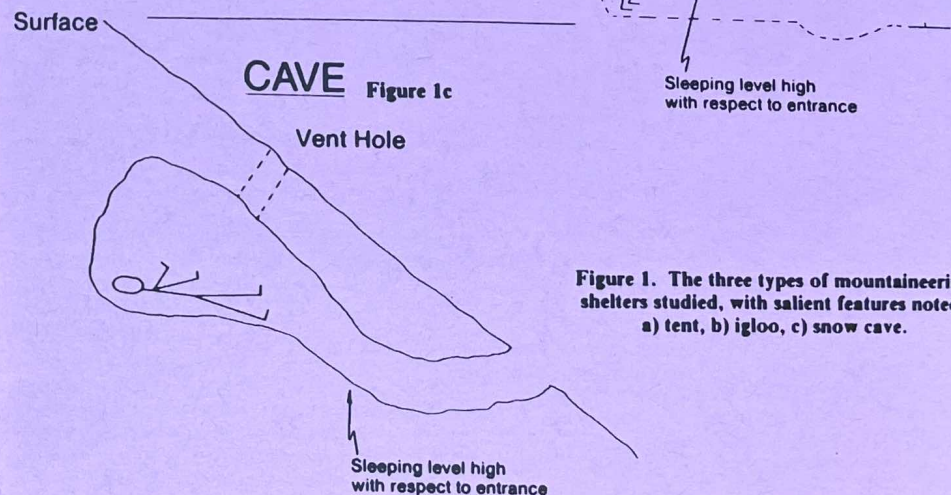 Surface
CAVE Figure 1c
Vent Hole
Sleeping level high
with respect to entrance
Figure 1. The three types of mountaineeri
shelters studied, with salient features note
a) tent, b) igloo, c) snow cave.
Sleeping level high
with respect to entrance